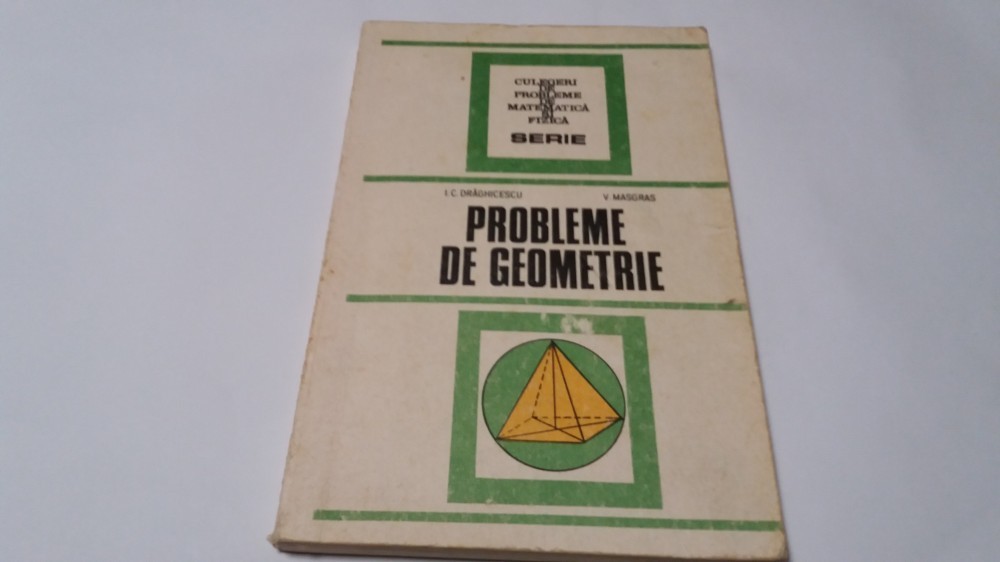 CULEGERI
DE
PROBLEME
DE
MATEMATICĂ
ȘI
FIZICĂ
SERIE
I. C. DRĂGHICESCU V. MASGRAS
PROBLEME
DE GEOMETRIE